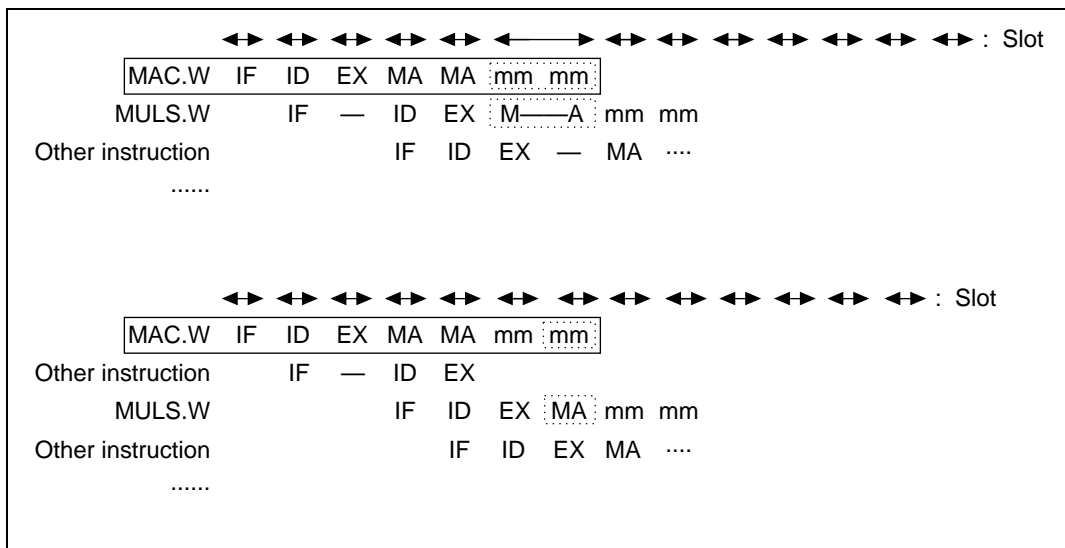 : Slot
MAC.W IF ID EX MA MA mm mm
MULS.W IF — ID EX M——A mm mm
Other instruction IF ID EX — MA ····
......
: Slot
MAC.W IF ID EX MA MA mm mm
Other instruction IF — ID EX
MULS.W IF ID EX MA mm mm
Other instruction IF ID EX MA ····
......